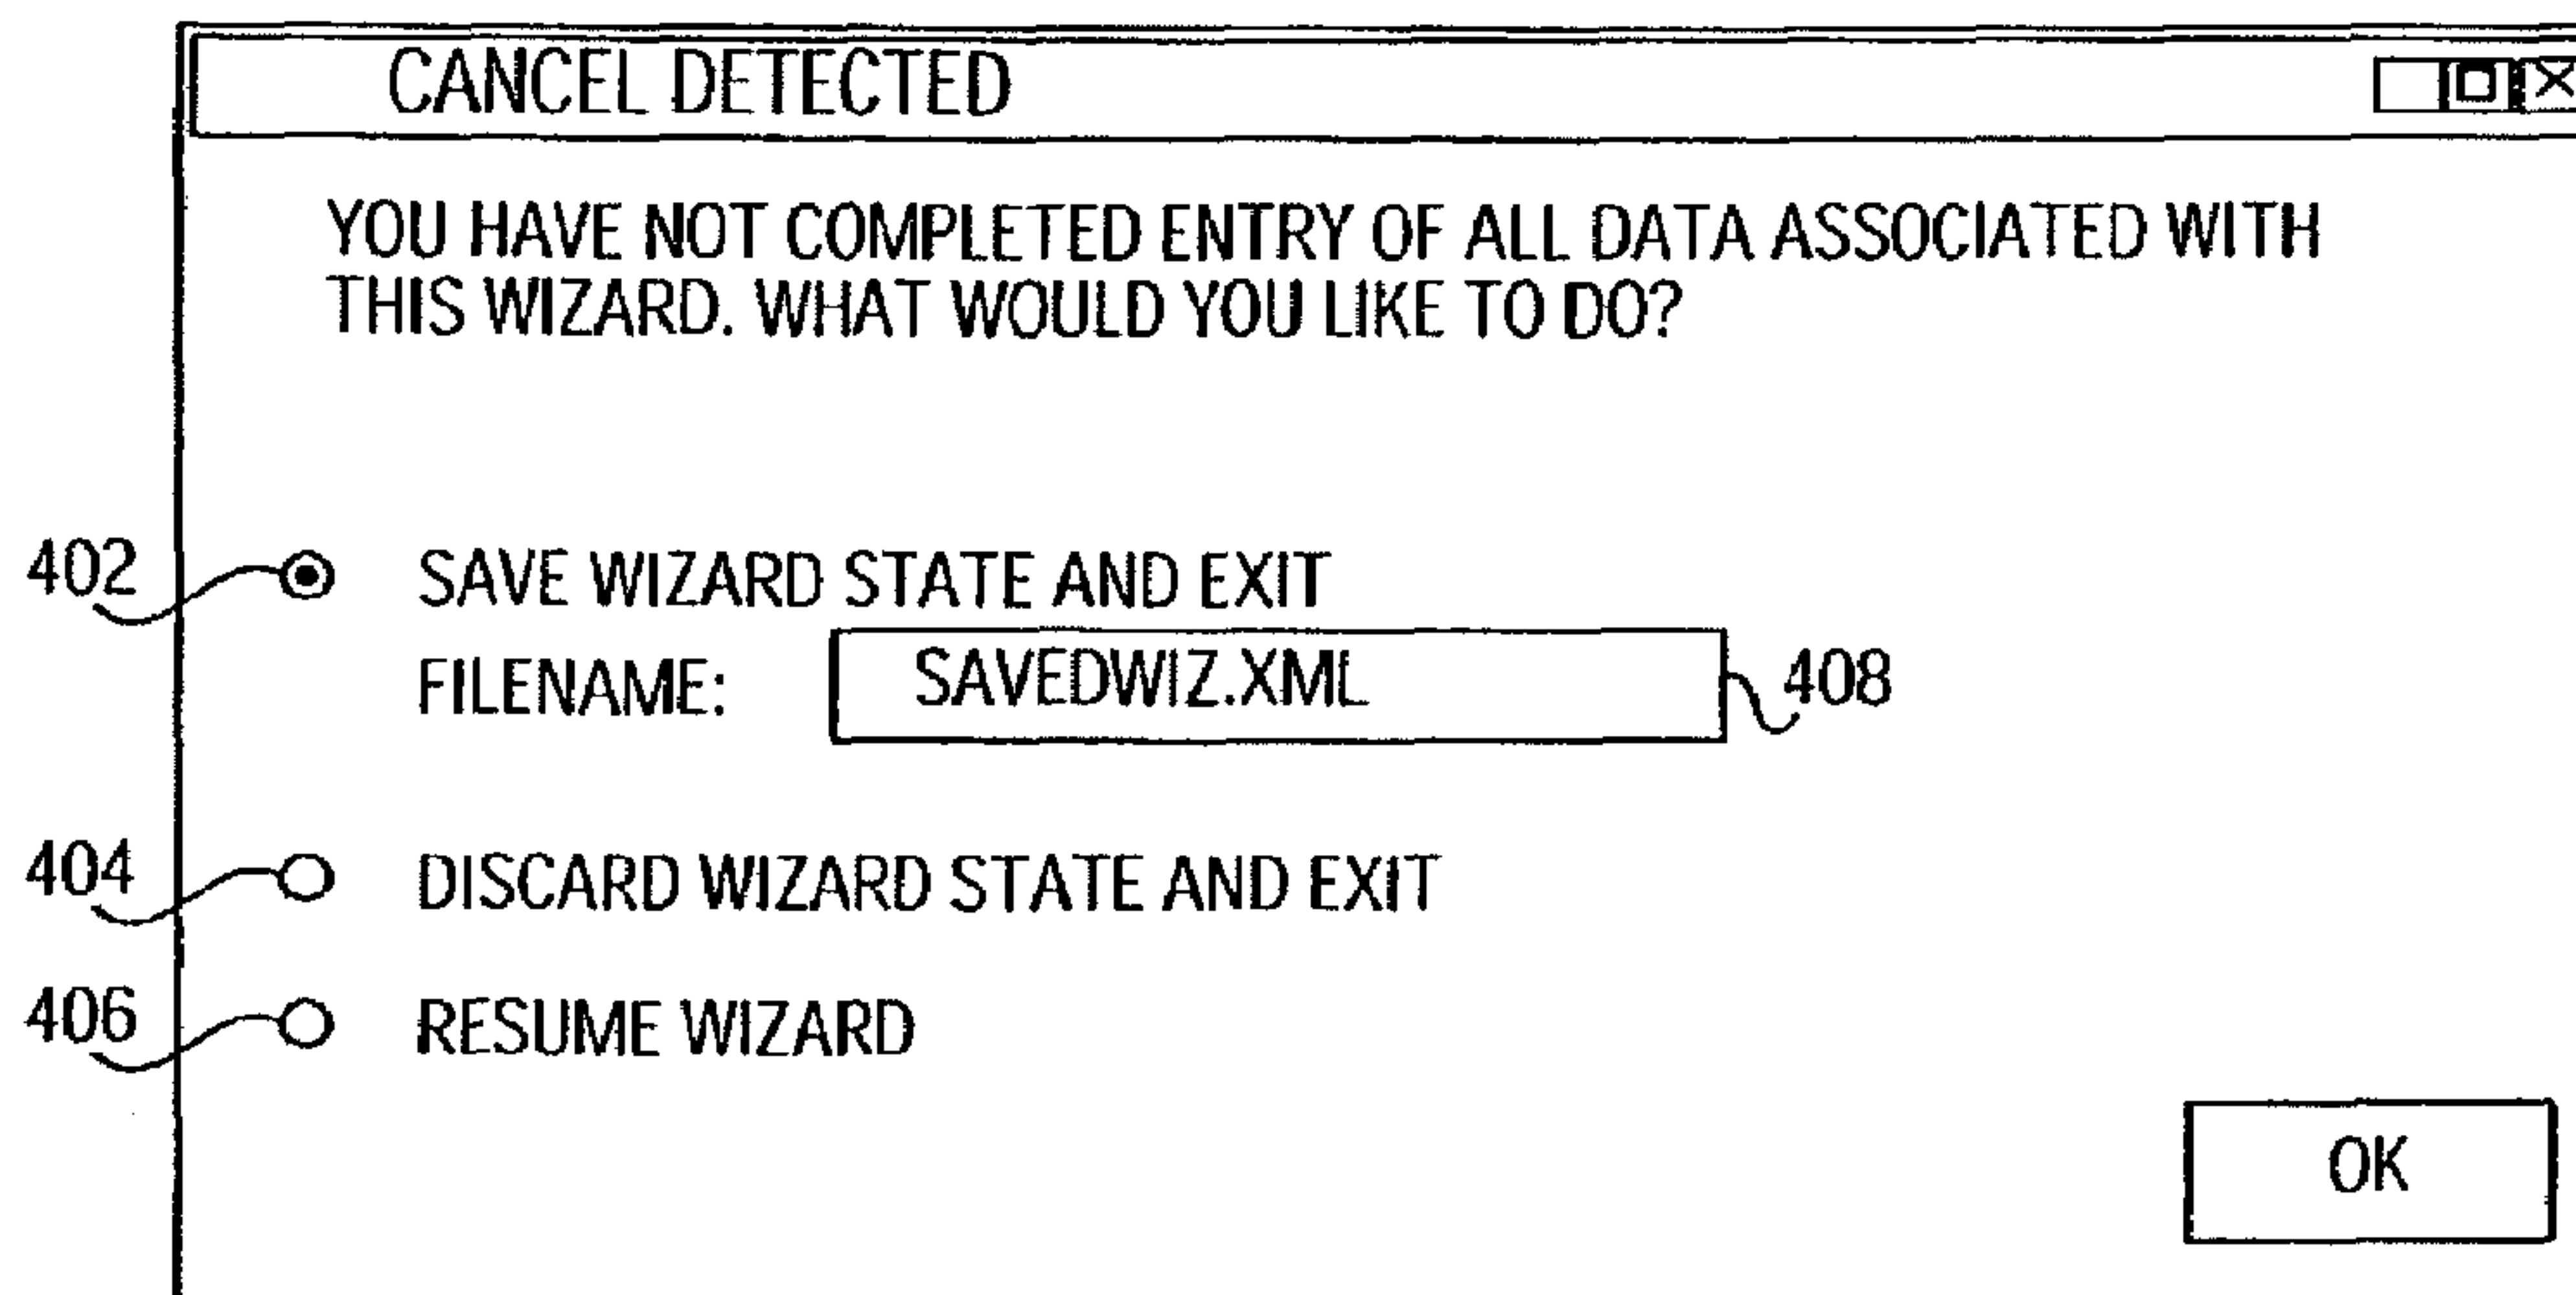 CANCEL DETECTED
YOU HAVE NOT COMPLETED ENTRY OF ALL DATA ASSOCIATED WITH
THIS WIZARD. WHAT WOULD YOU LIKE TO DO?
402 SAVE WIZARD STATE AND EXIT
FILENAME: SAVEDWIZ.XML 408
404 DISCARD WIZARD STATE AND EXIT
406 RESUME WIZARD
OK